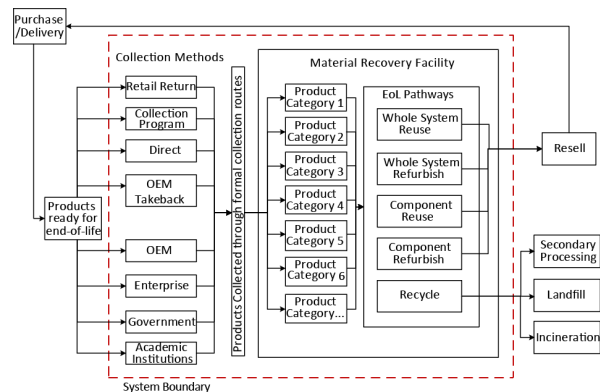 Purchase
/Delivery
Collection Methods
Retail Return
Collection
Program
Direct
OEM
Takeback
Products
ready for
end-of-life
OEM
Enterprise
Government
Academic
Institutions
System Boundary
Products Collected through formal collection routes
Material Recovery Facility
Product
Category 1
Product
Category 2
Product
Category 3
Product
Category 4
Product
Category 5
Product
Category 6
Product
Category...
EoL Pathways
Whole System
Reuse
Whole System
Refurbish
Component
Reuse
Component
Refurbish
Recycle
Resell
Secondary
Processing
Landfill
Incineration